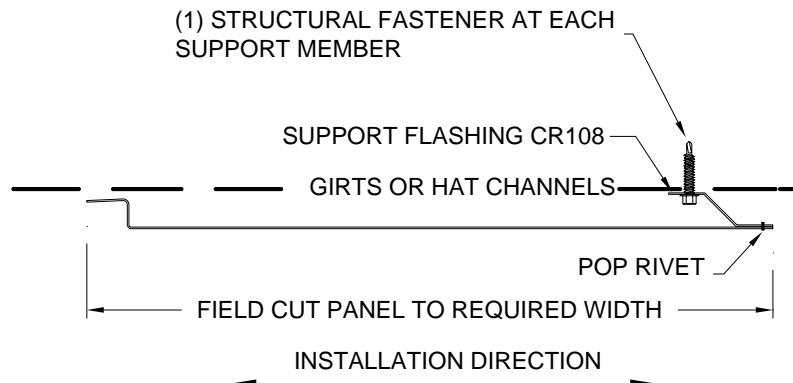 (1) STRUCTURAL FASTENER AT EACH
SUPPORT MEMBER
SUPPORT FLASHING CR108
GIRTS OR HAT CHANNELS
POP RIVET
FIELD CUT PANEL TO REQUIRED WIDTH
INSTALLATION DIRECTION